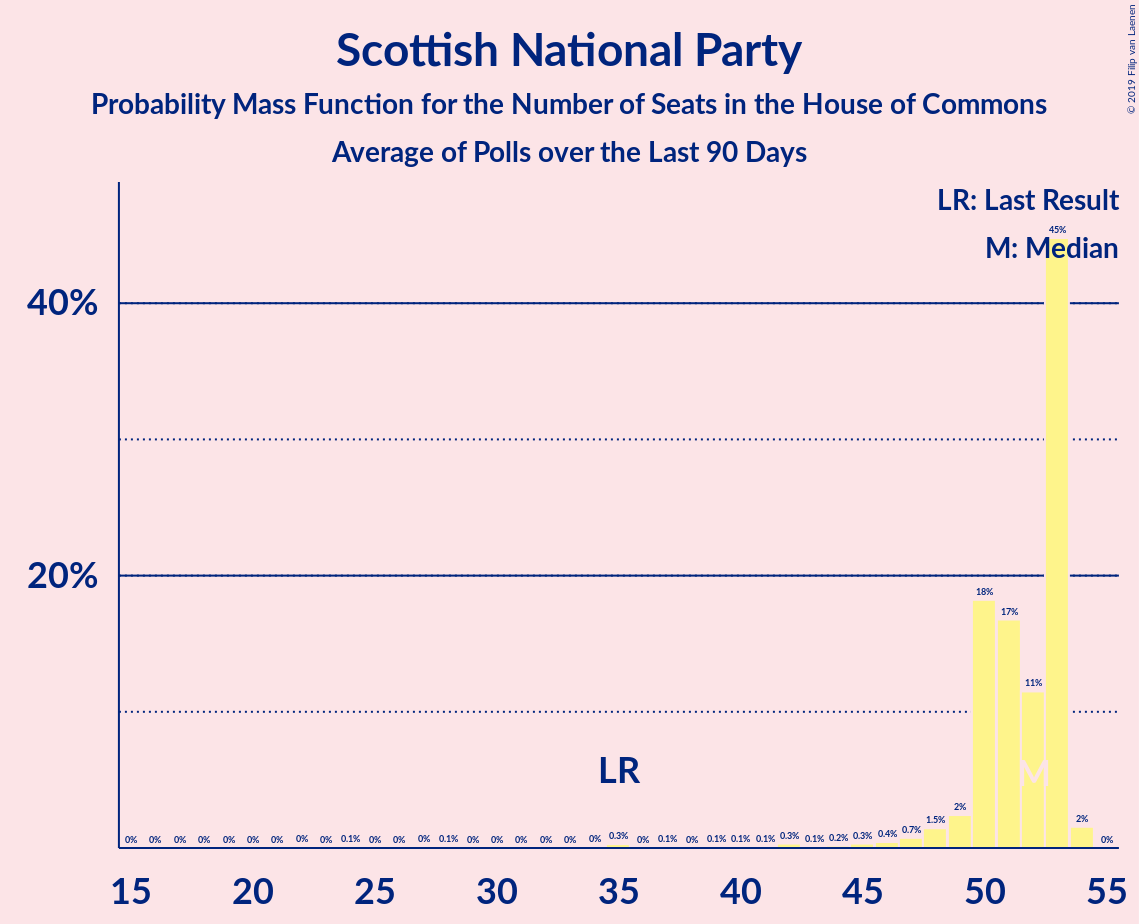 Scottish National Party
Probability Mass Function for the Number of Seats in the House of Commons
Average of Polls over the Last 90 Days
© 2019 Filip van Laenen
LR: Last Result
M: Median
40%
20%
0% 0% 0% 0% 0% 0% 0% 0% 0% 0.1% 0% 0% 0% 0.1% 0% 0% 0% 0% 0% 0% 0.3% 0% 0.1% 0% 0.1% 0.1% 0.1% 0.3% 0.1% 0.2% 0.3% 0.4% 0.7% 1.5% 2% 18% 17% 11% 45% 2% 0%
LR
M
15 20 25 30 35 40 45 50 55